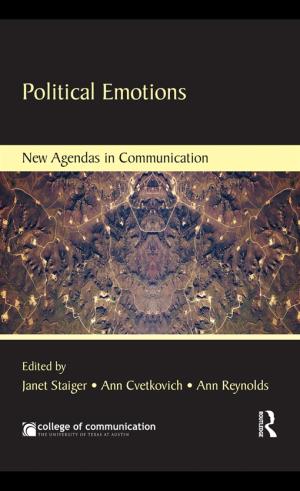 Political Emotions
New Agendas in Communication
Edited by
Janet Staiger • Ann Cvetkovich • Ann Reynolds
college of communication
THE UNIVERSITY OF TEXAS AT AUSTIN
ROUTLEDGE